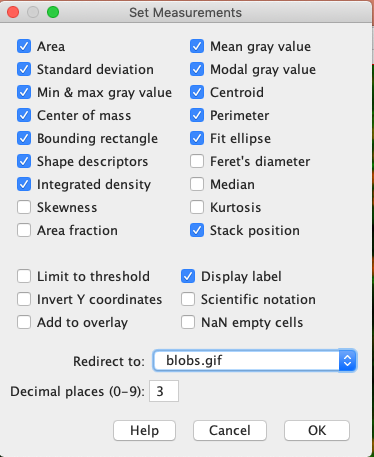 Set Measurements
Area Mean gray value
Standard deviation Modal gray value
Min & max gray value Centroid
Center of mass Perimeter
Bounding rectangle Fit ellipse
Shape descriptors Feret's diameter
Integrated density Median
Skewness Kurtosis
Area fraction Stack position
Limit to threshold Display label
Invert Y coordinates Scientific notation
Add to overlay NaN empty cells
Redirect to: blobs.gif
Decimal places (0-9): 3
Help Cancel OK